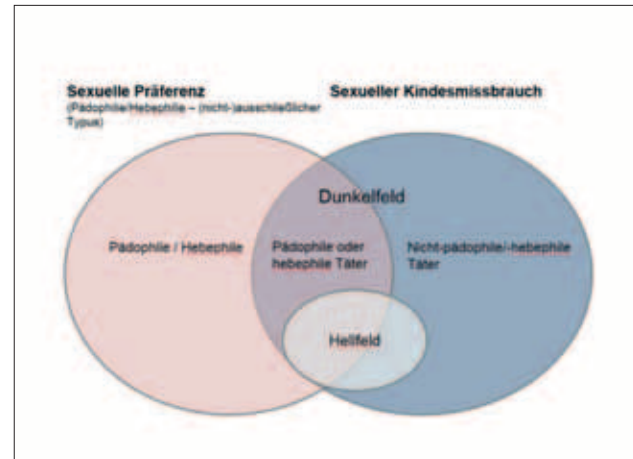 Sexuelle Präferenz
(Pädophilie/Hebephilie – (nicht-)ausschließlicher
Typus)
Sexueller Kindesmissbrauch
Dunkelfeld
Pädophile / Hebephile
Pädophile oder
hebephile Täter
Nicht-pädophile/-hebephile
Täter
Hellfeld